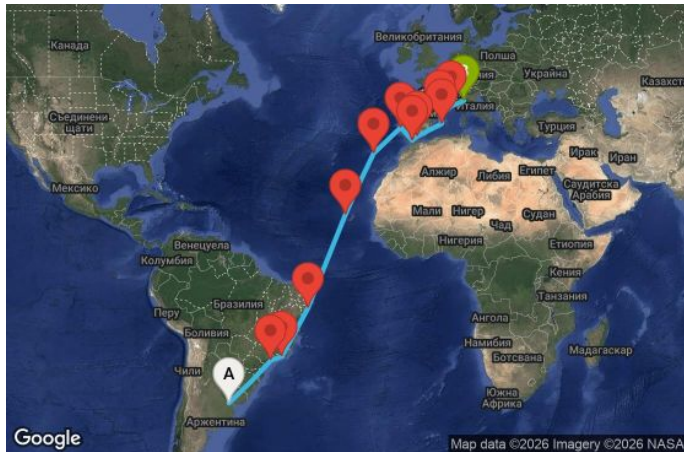 Великобритания
Полша
Канада
Украйна
Казахст
Италия
Съединени
щати
Турция
Ирак
Иран
Алжир
Либия
Египет
Саудитска
Арабия
Мексико
Мали
Нигер
Чад
Судан
Венецуела
Нигерия
Етиопия
Колумбия
Кения
Перу
Бразилия
Танзания
Боливия
Ангола
Намибия
Ботсвана
Мадагаскар
Чили
A
Южна
Африка
Аржентина
Google
Map data ©2026 Imagery ©2026 NASA